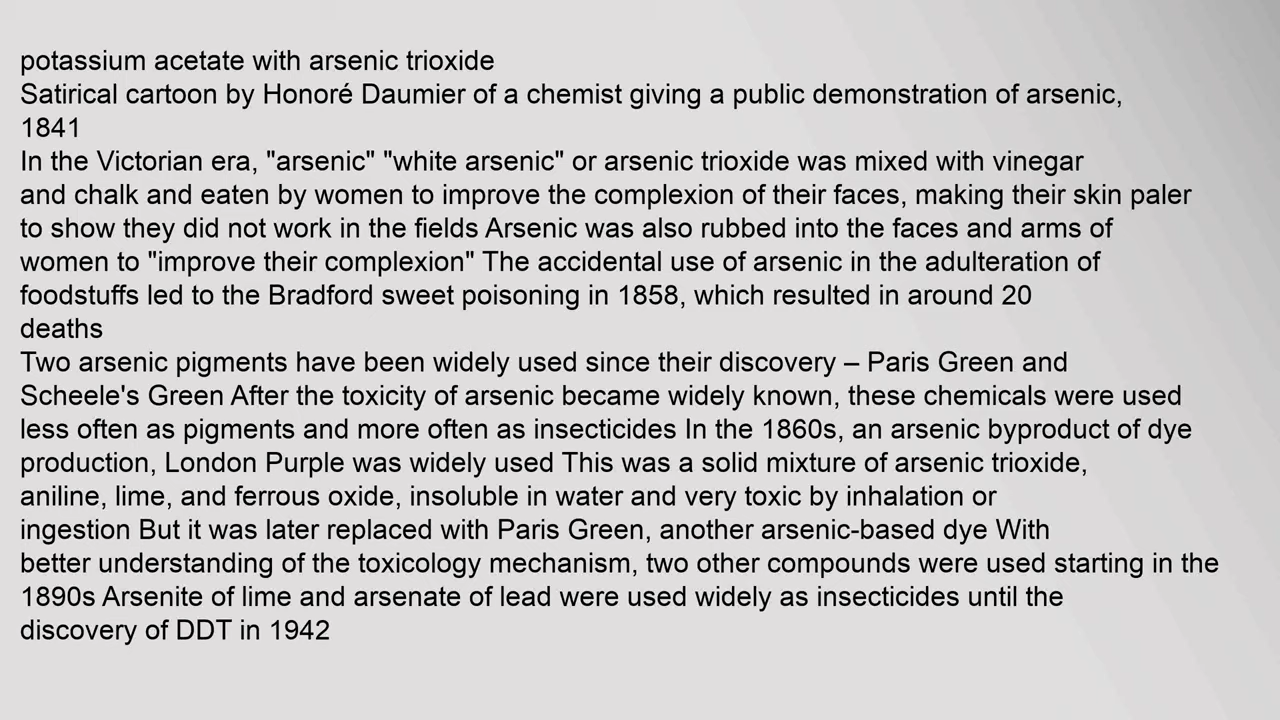 potassium acetate with arsenic trioxide
Satirical cartoon by Honoré Daumier of a chemist giving a public demonstration of arsenic,
1841
In the Victorian era, "arsenic" "white arsenic" or arsenic trioxide was mixed with vinegar
and chalk and eaten by women to improve the complexion of their faces, making their skin paler
to show they did not work in the fields Arsenic was also rubbed into the faces and arms of
women to "improve their complexion" The accidental use of arsenic in the adulteration of
foodstuffs led to the Bradford sweet poisoning in 1858, which resulted in around 20
deaths
Two arsenic pigments have been widely used since their discovery – Paris Green and
Scheele's Green After the toxicity of arsenic became widely known, these chemicals were used
less often as pigments and more often as insecticides In the 1860s, an arsenic byproduct of dye
production, London Purple was widely used This was a solid mixture of arsenic trioxide,
aniline, lime, and ferrous oxide, insoluble in water and very toxic by inhalation or
ingestion But it was later replaced with Paris Green, another arsenic-based dye With
better understanding of the toxicology mechanism, two other compounds were used starting in the
1890s Arsenite of lime and arsenate of lead were used widely as insecticides until the
discovery of DDT in 1942